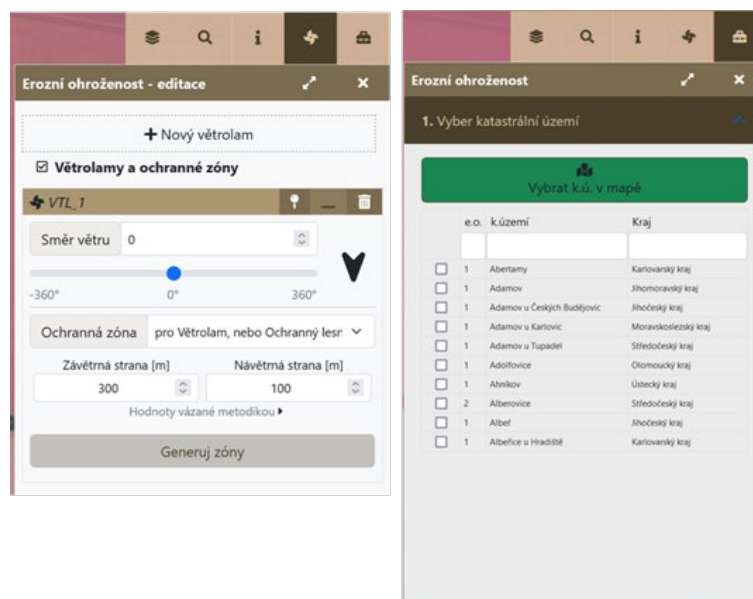 Erozní ohroženost - editace
+ Nový větrolam
Větrolamy a ochranné zóny
VTL_1
Směr větru 0
-360° 0° 360°
Ochranná zóna pro Větrolam, nebo Ochranný lesr
Závětrná strana [m] Návětrná strana [m]
300 100
Hodnoty vázané metodikou
Generuj zóny
Erozní ohroženost
1. Vyber katastrální území
Vybrat k.ú. v mapě
e.o. k.území Kraj
1 Abertamy Karlovarský kraj
1 Adamov Jihomoravský kraj
1 Adamov u Českých Budějovic Jihočeský kraj
1 Adamov u Karlovic Moravskoslezský kraj
1 Adamov u Tupadel Středočeský kraj
1 Adolfovice Olomoucký kraj
1 Ahníkov Ústecký kraj
2 Alberovice Středočeský kraj
1 Albeř Jihočeský kraj
1 Albeřice u Hradiště Karlovarský kraj